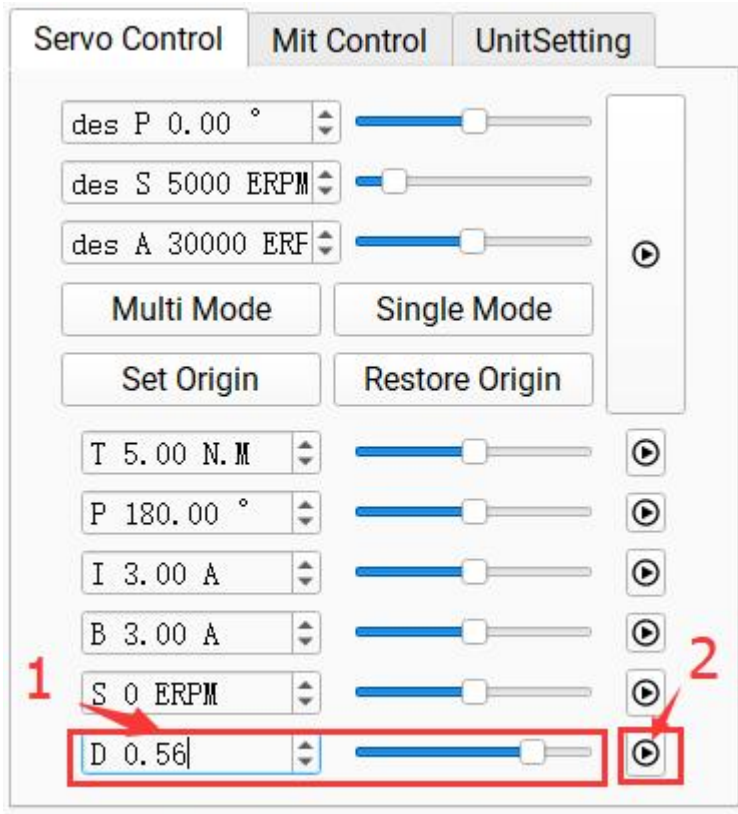 Servo Control Mit Control UnitSetting
des P 0.00 °
des S 5000 ERPM
des A 30000 ERF
Multi Mode Single Mode
Set Origin Restore Origin
T 5.00 N.M
P 180.00 °
I 3.00 A
B 3.00 A
2
1
S 0 ERPM
D 0.56